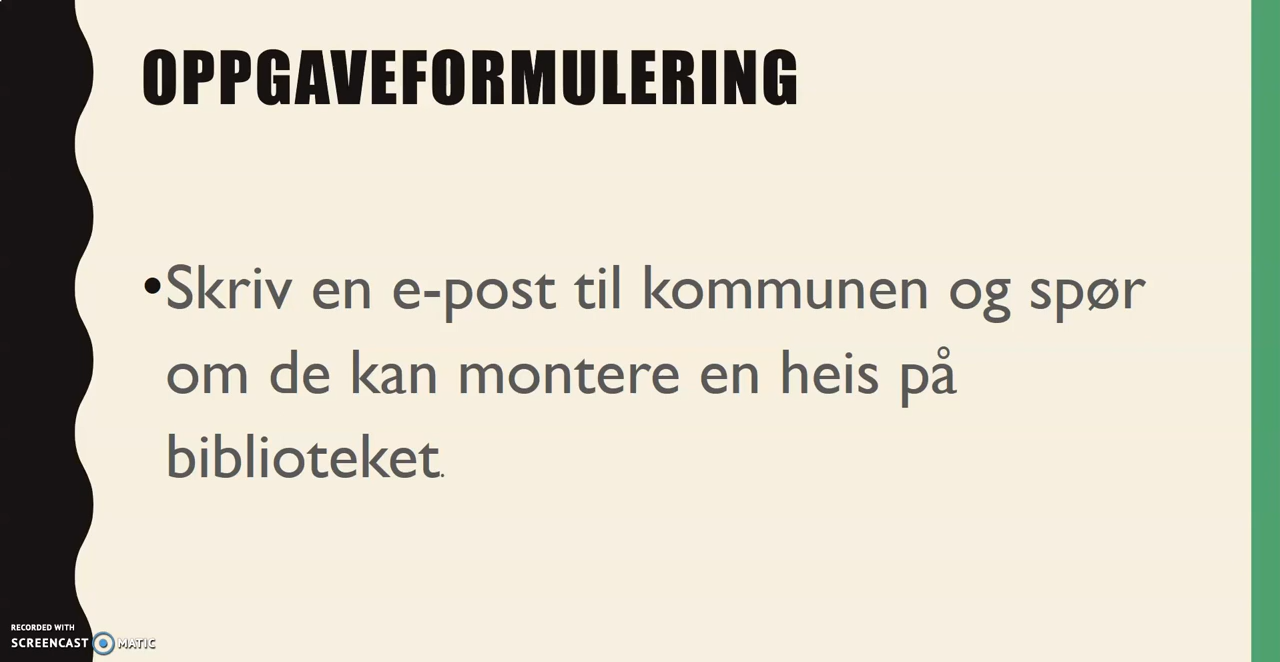 OPPGAVEFORMULERING
•Skriv en e-post til kommunen og spør
om de kan montere en heis på
biblioteket.
RECORDED WITH
SCREENCAST MATIC